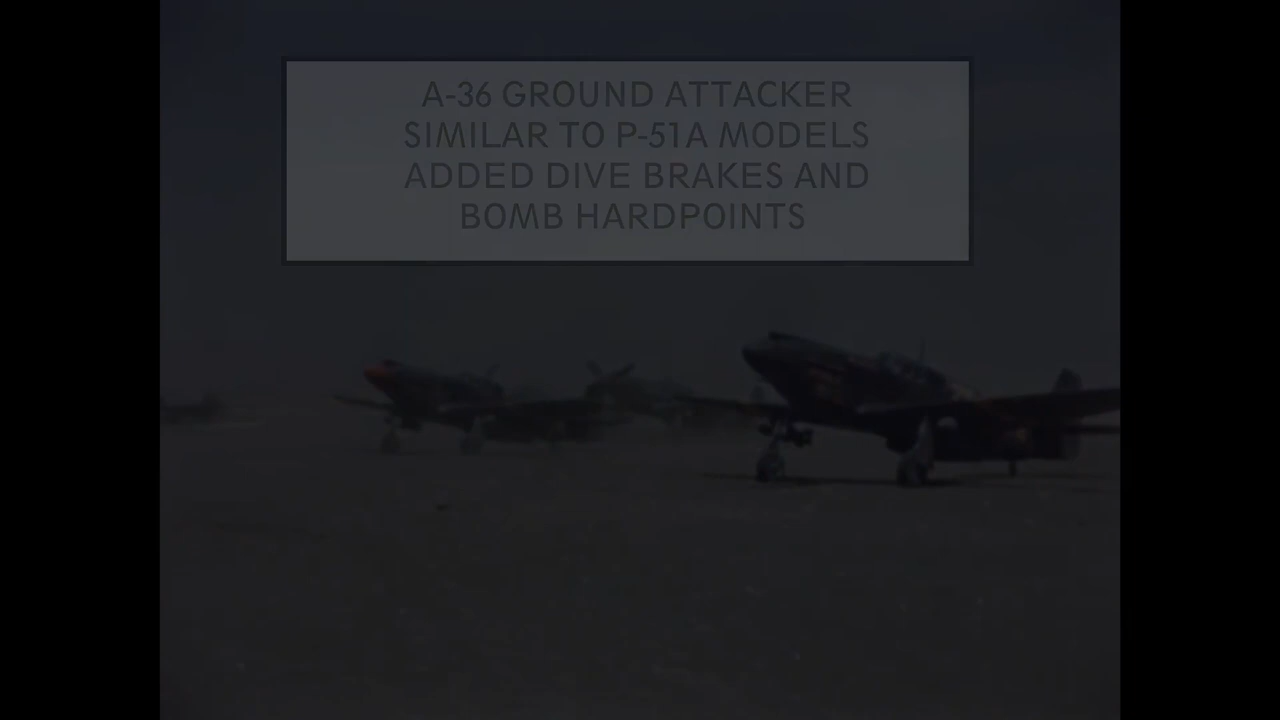 A-36 GROUND ATTACKER
SIMILAR TO P-51A MODELS
ADDED DIVE BRAKES AND
BOMB HARDPOINTS